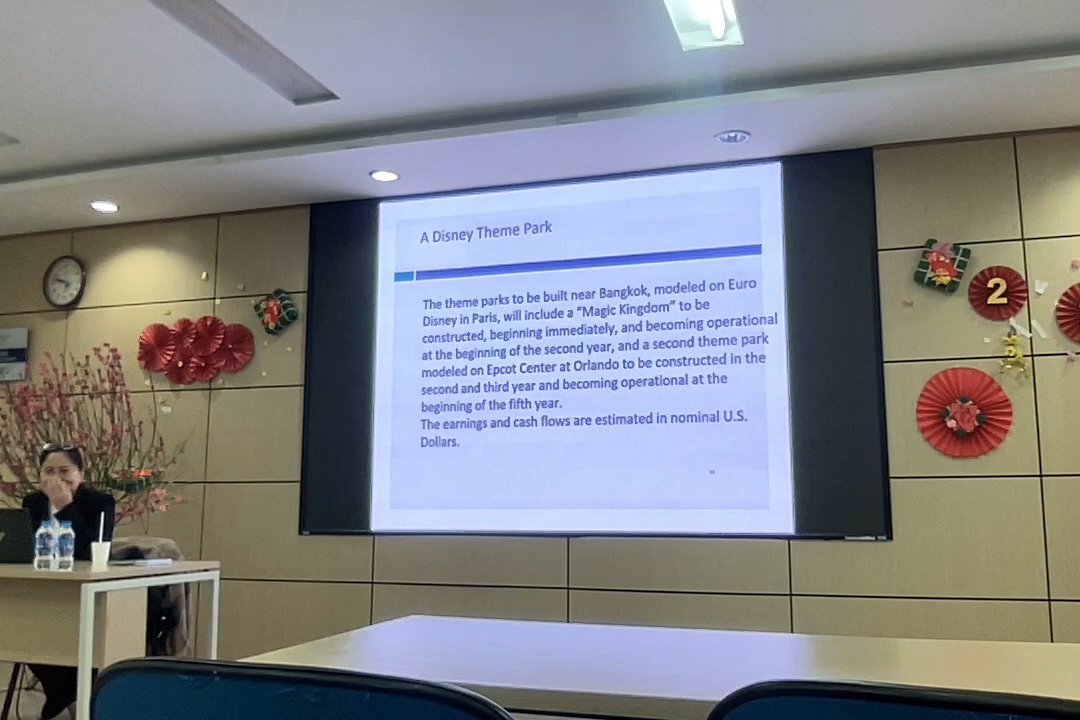 A Disney Theme Park
The theme parks to be built near Bangkok, modeled on Euro
Disney in Paris, will include a “Magic Kingdom” to be
constructed, beginning immediately, and becoming operational
at the beginning of the second year, and a second theme park
modeled on Epcot Center at Orlando to be constructed in the
second and third year and becoming operational at the
beginning of the fifth year.
The earnings and cash flows are estimated in nominal U.S.
Dollars.
2